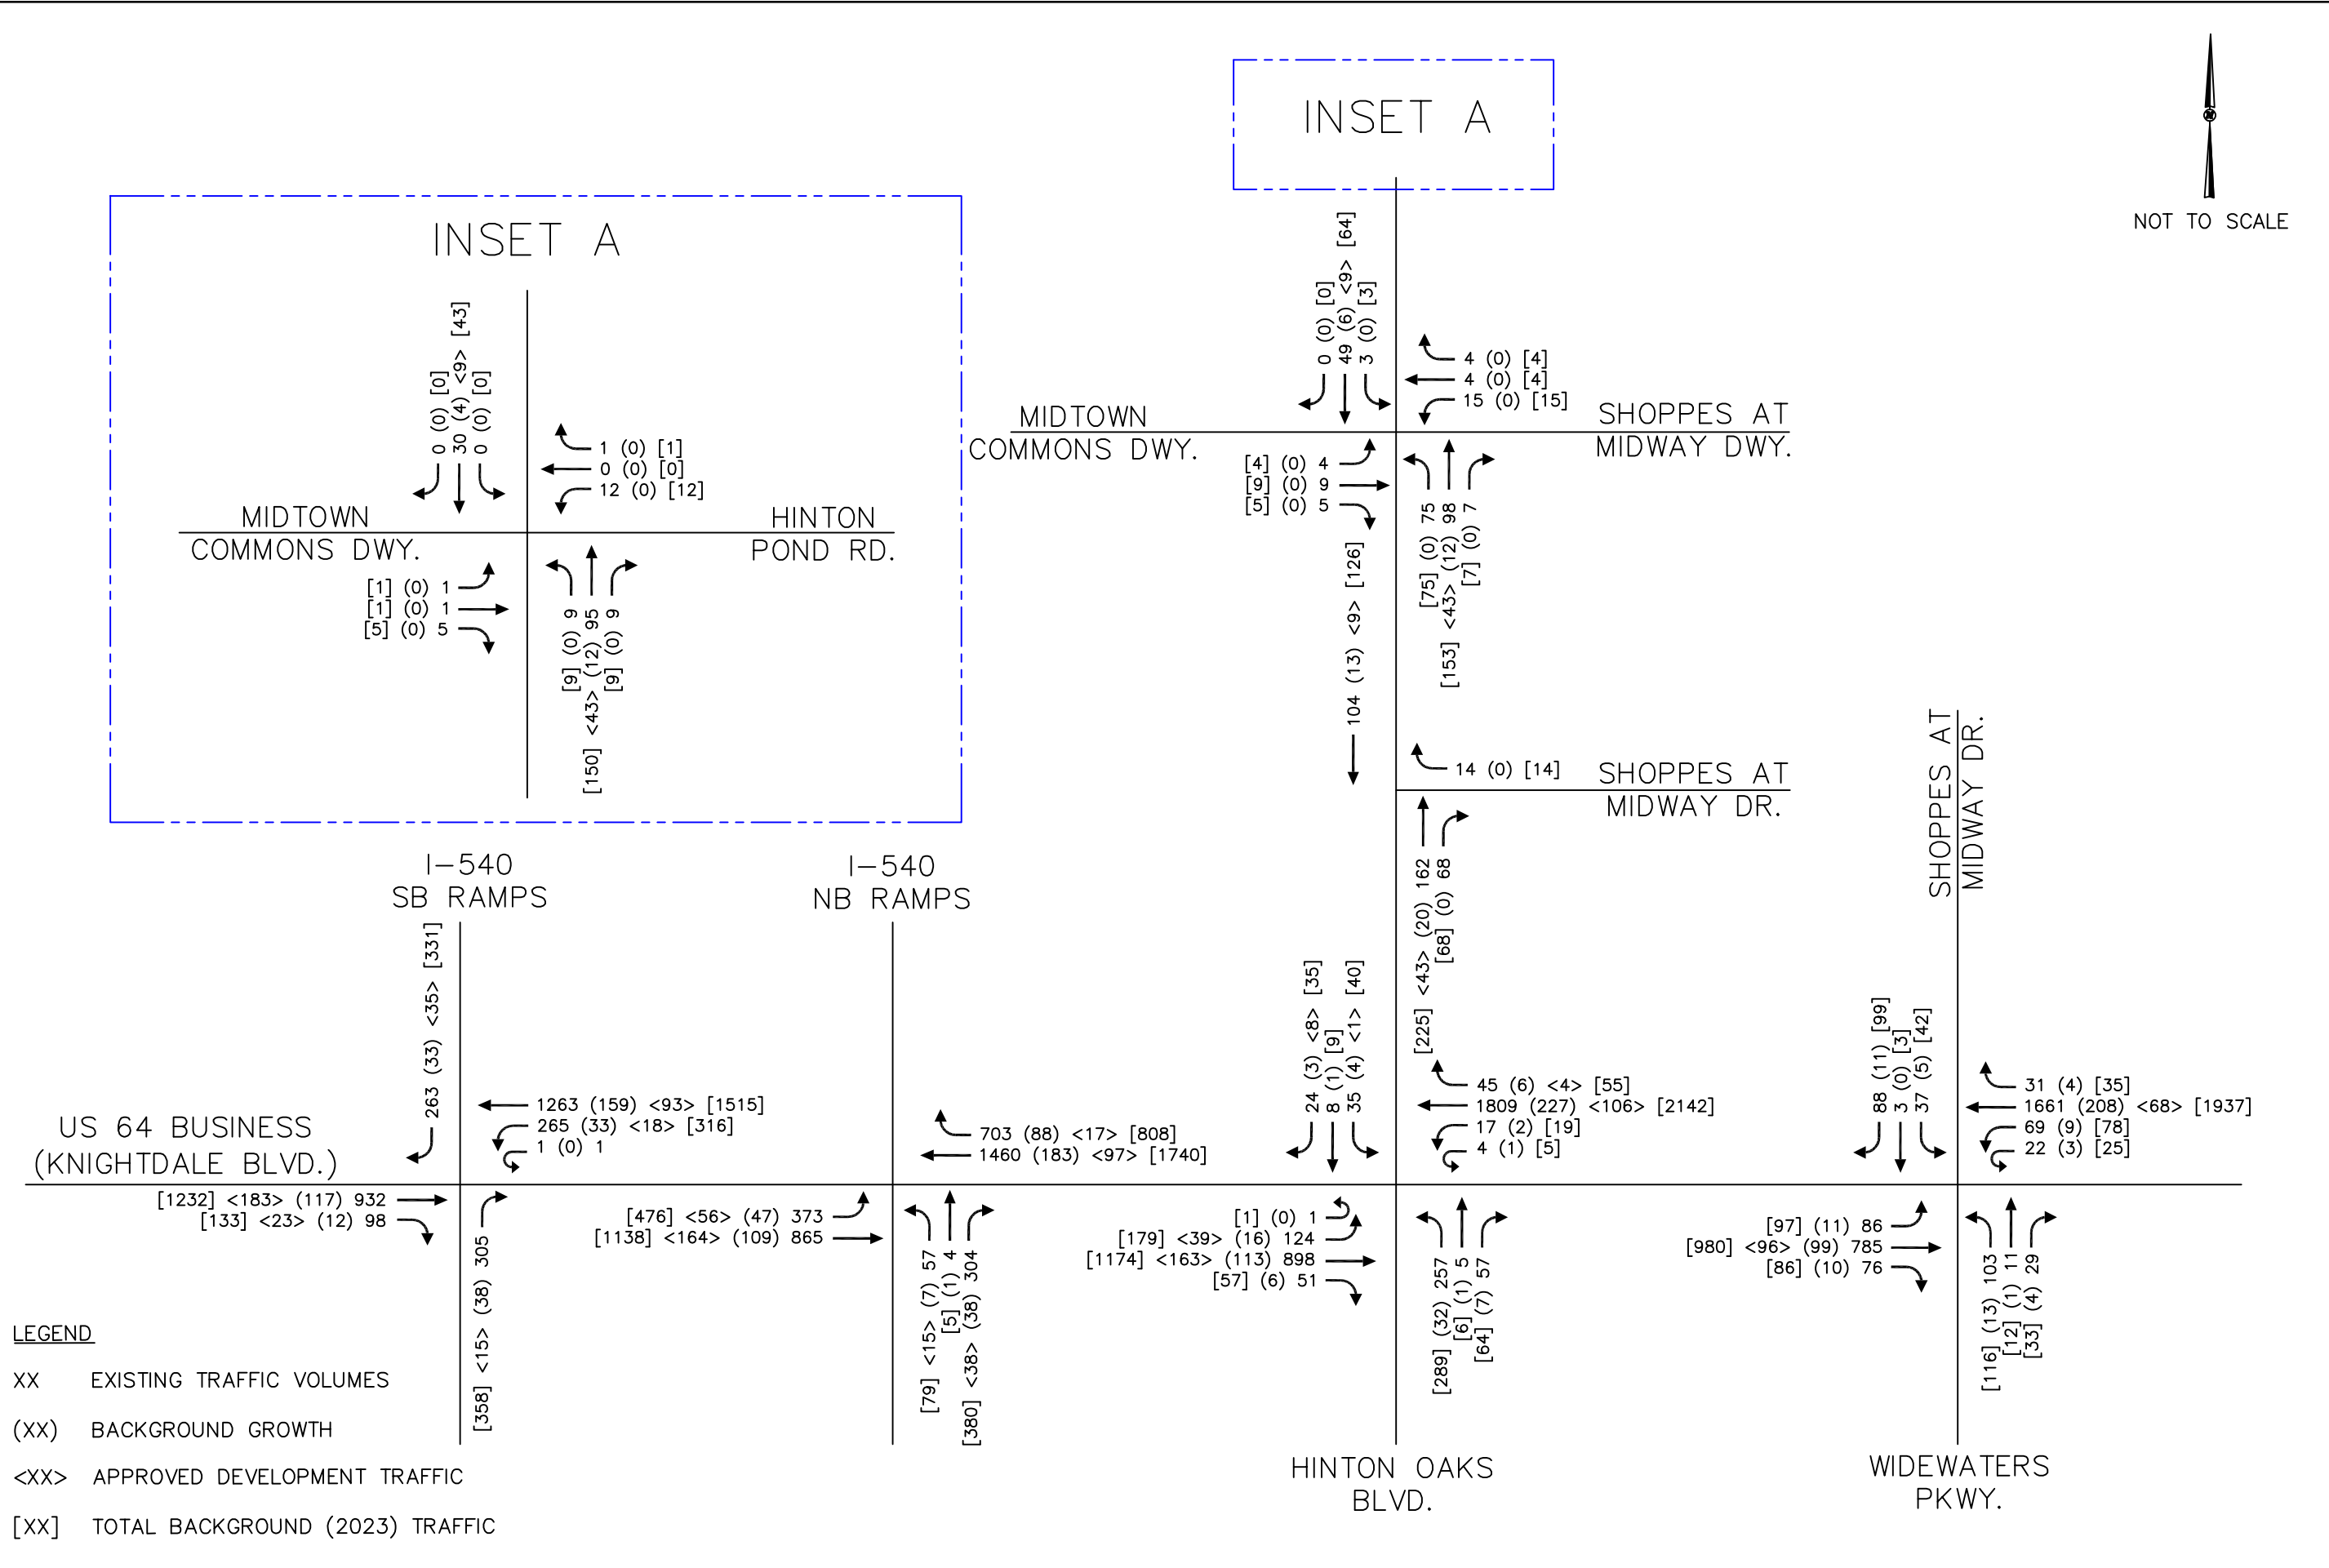 INSET A
NOT TO SCALE
INSET A
0 (0) [0]
30 (4) <9> [43]
0 (0) [0]
1 (0) [1]
0 (0) [0]
12 (0) [12]
MIDTOWN
COMMONS DWY.
HINTON
POND RD.
[1] (0) 1
[1] (0) 1
[5] (0) 5
[9] (0) 9
[150] <43> (12) 95
[9] (0) 9
0 (0) [0]
49 (6) <9> [64]
3 (0) [3]
4 (0) [4]
4 (0) [4]
15 (0) [15]
MIDTOWN
COMMONS DWY.
SHOPPES AT
MIDWAY DWY.
[4] (0) 4
[9] (0) 9
[5] (0) 5
[75] (0) 75
[153] <43> (12) 98
[7] (0) 7
104 (13) <9> [126]
14 (0) [14]
SHOPPES AT
MIDWAY DR.
[225] <43> (20) 162
[68] (0) 68
SHOPPES AT
MIDWAY DR.
I-540
SB RAMPS
I-540
NB RAMPS
263 (33) <35> [331]
1263 (159) <93> [1515]
265 (33) <18> [316]
1 (0) 1
US 64 BUSINESS
(KNIGHTDALE BLVD.)
[1232] <183> (117) 932
[133] <23> (12) 98
[358] <15> (38) 305
703 (88) <17> [808]
1460 (183) <97> [1740]
[476] <56> (47) 373
[1138] <164> (109) 865
[79] <15> (7) 57
[5] (1) 4
[380] <38> (38) 304
24 (3) <8> [35]
8 (1) [9]
35 (4) <1> [40]
45 (6) <4> [55]
1809 (227) <106> [2142]
17 (2) [19]
4 (1) [5]
[1] (0) 1
[179] <39> (16) 124
[1174] <163> (113) 898
[57] (6) 51
[289] (32) 257
[6] (1) 5
[64] (7) 57
88 (11) [99]
3 (0) [3]
37 (5) [42]
31 (4) [35]
1661 (208) <68> [1937]
69 (9) [78]
22 (3) [25]
[97] (11) 86
[980] <96> (99) 785
[86] (10) 76
[116] (13) 103
[12] (1) 11
[33] (4) 29
HINTON OAKS
BLVD.
WIDEWATERS
PKWY.
LEGEND
XX EXISTING TRAFFIC VOLUMES
(XX) BACKGROUND GROWTH
<XX> APPROVED DEVELOPMENT TRAFFIC
[XX] TOTAL BACKGROUND (2023) TRAFFIC